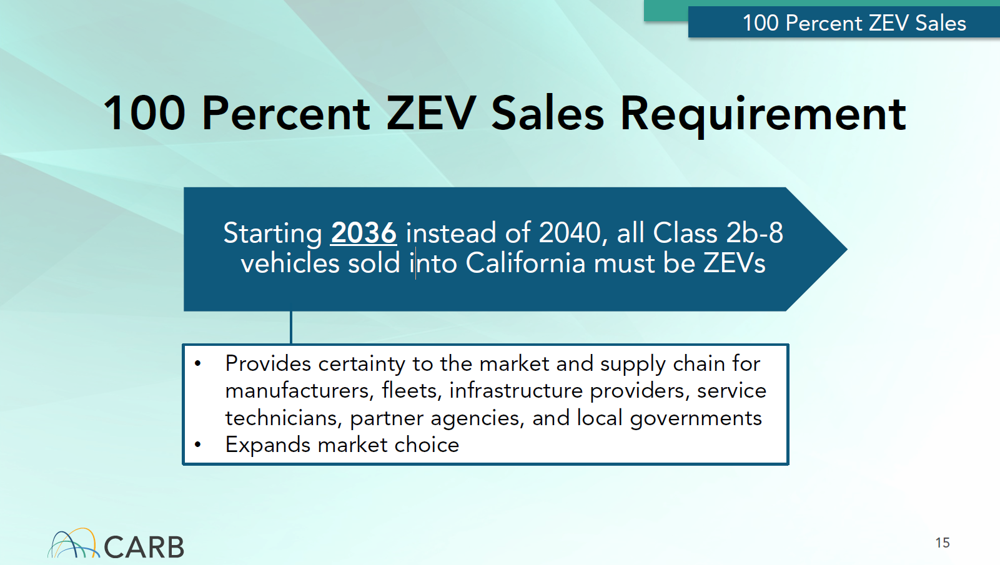 100 Percent ZEV Sales
100 Percent ZEV Sales Requirement
Starting 2036 instead of 2040, all Class 2b-8
vehicles sold into California must be ZEVs
• Provides certainty to the market and supply chain for
manufacturers, fleets, infrastructure providers, service
technicians, partner agencies, and local governments
• Expands market choice
CARB
15